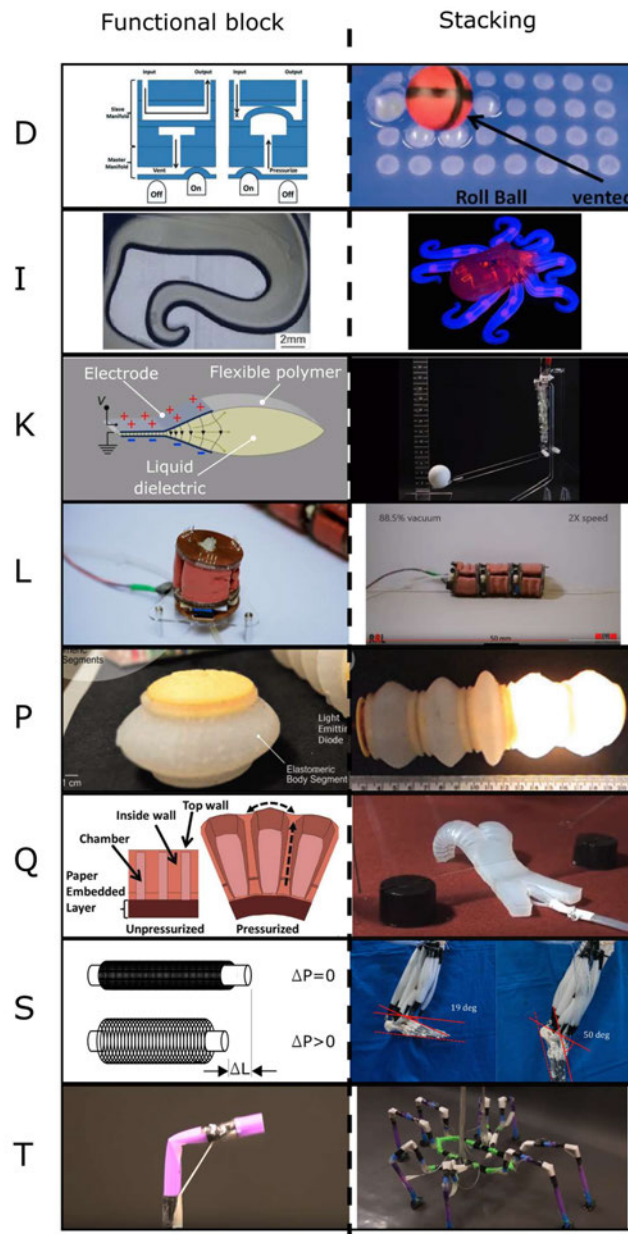 Functional block
Stacking
D
Input
Output
Input
Output
Slave
Manifold
Master
Manifold
Vent
Pressurize
Off
On
On
Off
Roll Ball
vented
I
2mm
K
Electrode
Flexible polymer
V
Liquid
dielectric
L
88.5% vacuum
2X speed
50 mm
P
Segments
Light
Emittin
Diode
Elastomeric
Body Segment
1 cm
Q
Top wall
Inside wall
Chamber
Paper
Embedded
Layer
Unpressurized
Pressurized
S
ΔP=0
ΔP>0
ΔL
19 deg
50 deg
T